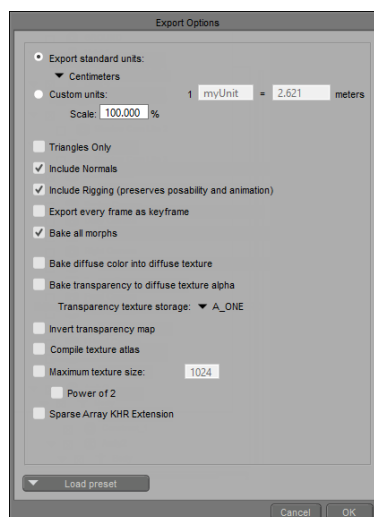 Export Options
Export standard units:
Centimeters
Custom units: 1 myUnit = 2.621 meters
Scale: 100.000 %
Triangles Only
Include Normals
Include Rigging (preserves posability and animation)
Export every frame as keyframe
Bake all morphs
Bake diffuse color into diffuse texture
Bake transparency to diffuse texture alpha
Transparency texture storage: A_ONE
Invert transparency map
Compile texture atlas
Maximum texture size: 1024
Power of 2
Sparse Array KHR Extension
Load preset
Cancel OK